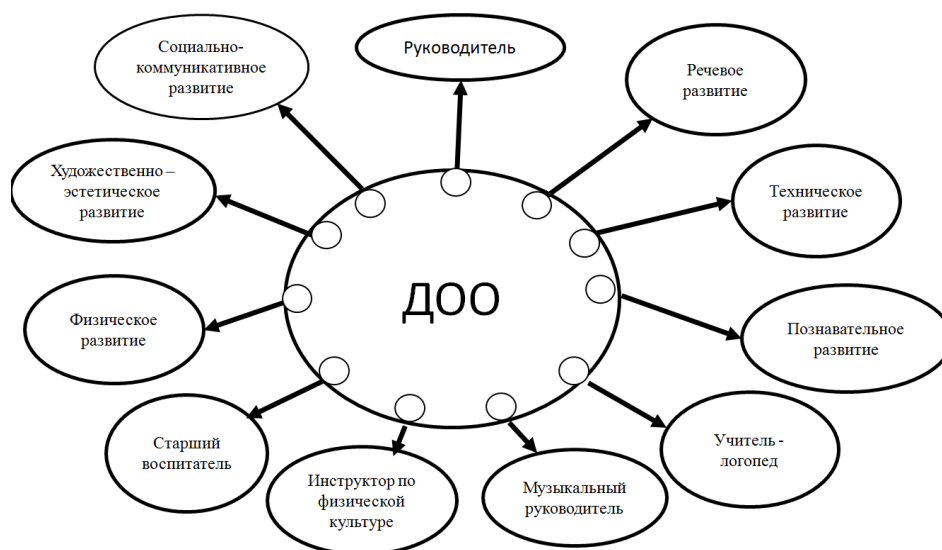 Социально-
коммуникативное
развитие
Руководитель
Речевое
развитие
Художественно –
эстетическое
развитие
Техническое
развитие
ДОО
Физическое
развитие
Познавательное
развитие
Старший
воспитатель
Инструктор по
физической
культуре
Музыкальный
руководитель
Учитель -
логопед